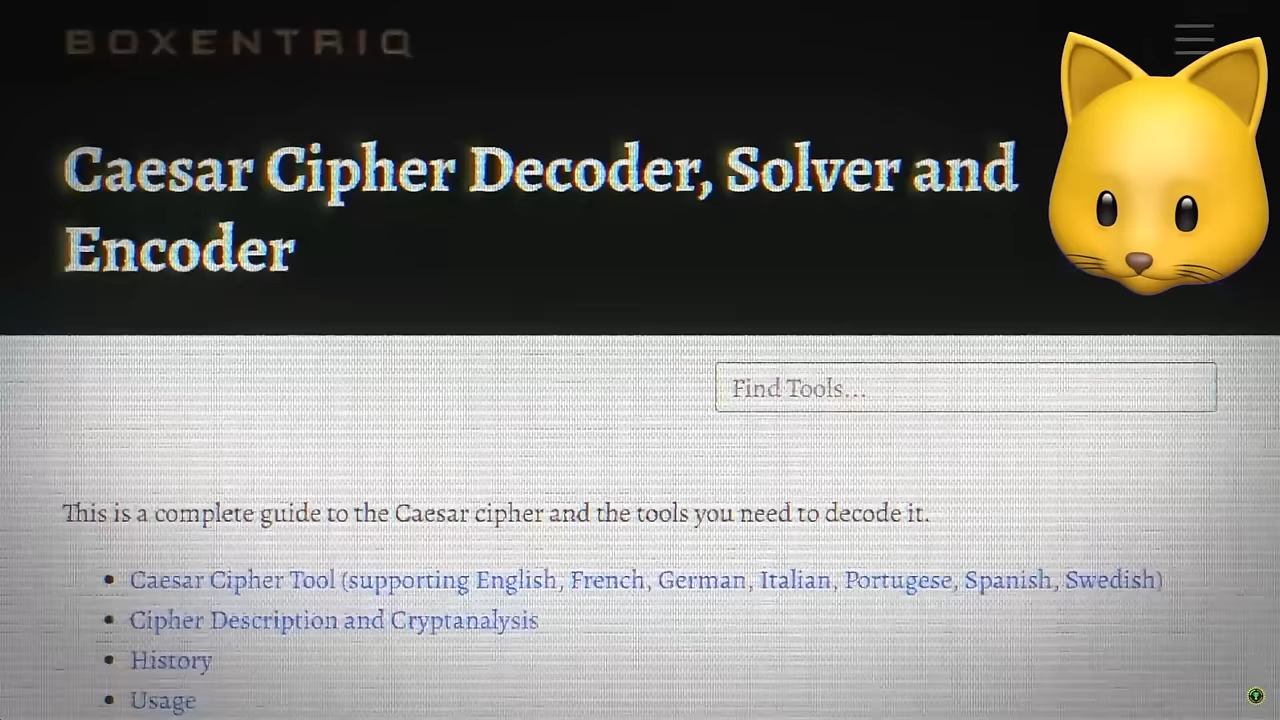 BOXENTRIQ
Caesar Cipher Decoder, Solver and
Encoder
Find Tools...
This is a complete guide to the Caesar cipher and the tools you need to decode it.
• Caesar Cipher Tool (supporting English, French, German, Italian, Portugese, Spanish, Swedish)
• Cipher Description and Cryptanalysis
• History
• Usage